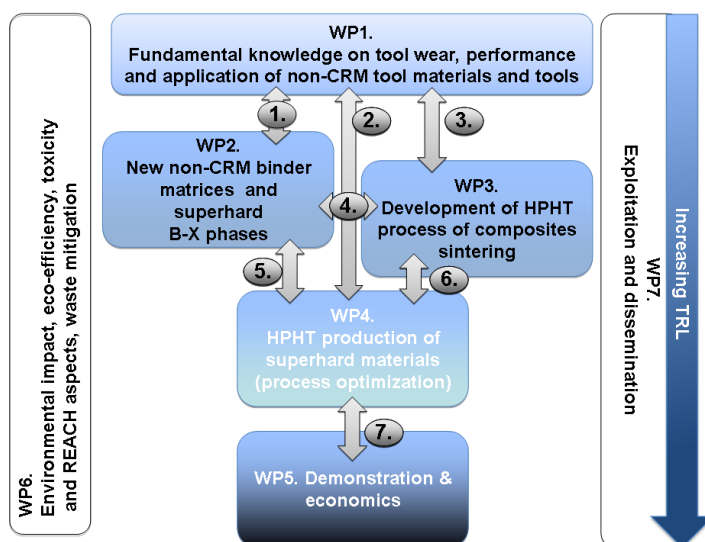 WP1.
Fundamental knowledge on tool wear, performance
and application of non-CRM tool materials and tools
1.
2.
3.
WP2.
New non-CRM binder
matrices and
superhard
B-X phases
4.
WP3.
Development of HPHT
process of composites
sintering
5.
6.
WP4.
HPHT production of
superhard materials
(process optimization)
7.
WP5. Demonstration &
economics
WP6.
Environmental impact, eco-efficiency, toxicity
and REACH aspects, waste mitigation
WP7.
Exploitation and dissemination
Increasing TRL